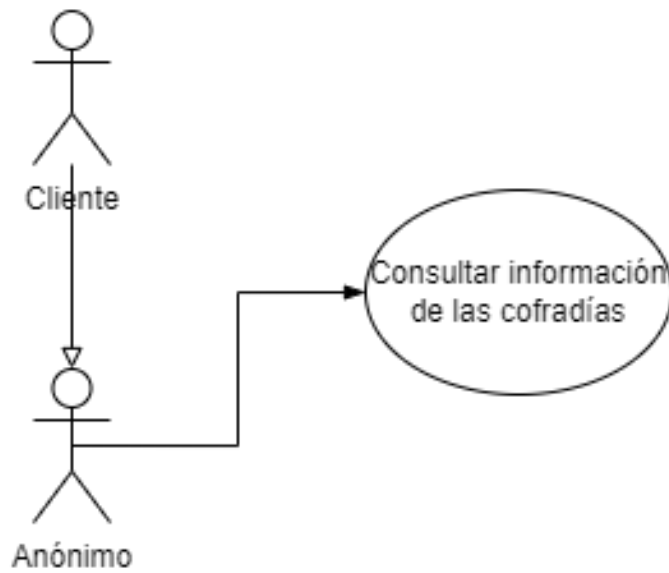 Cliente
Consultar información
de las cofradías
Anónimo